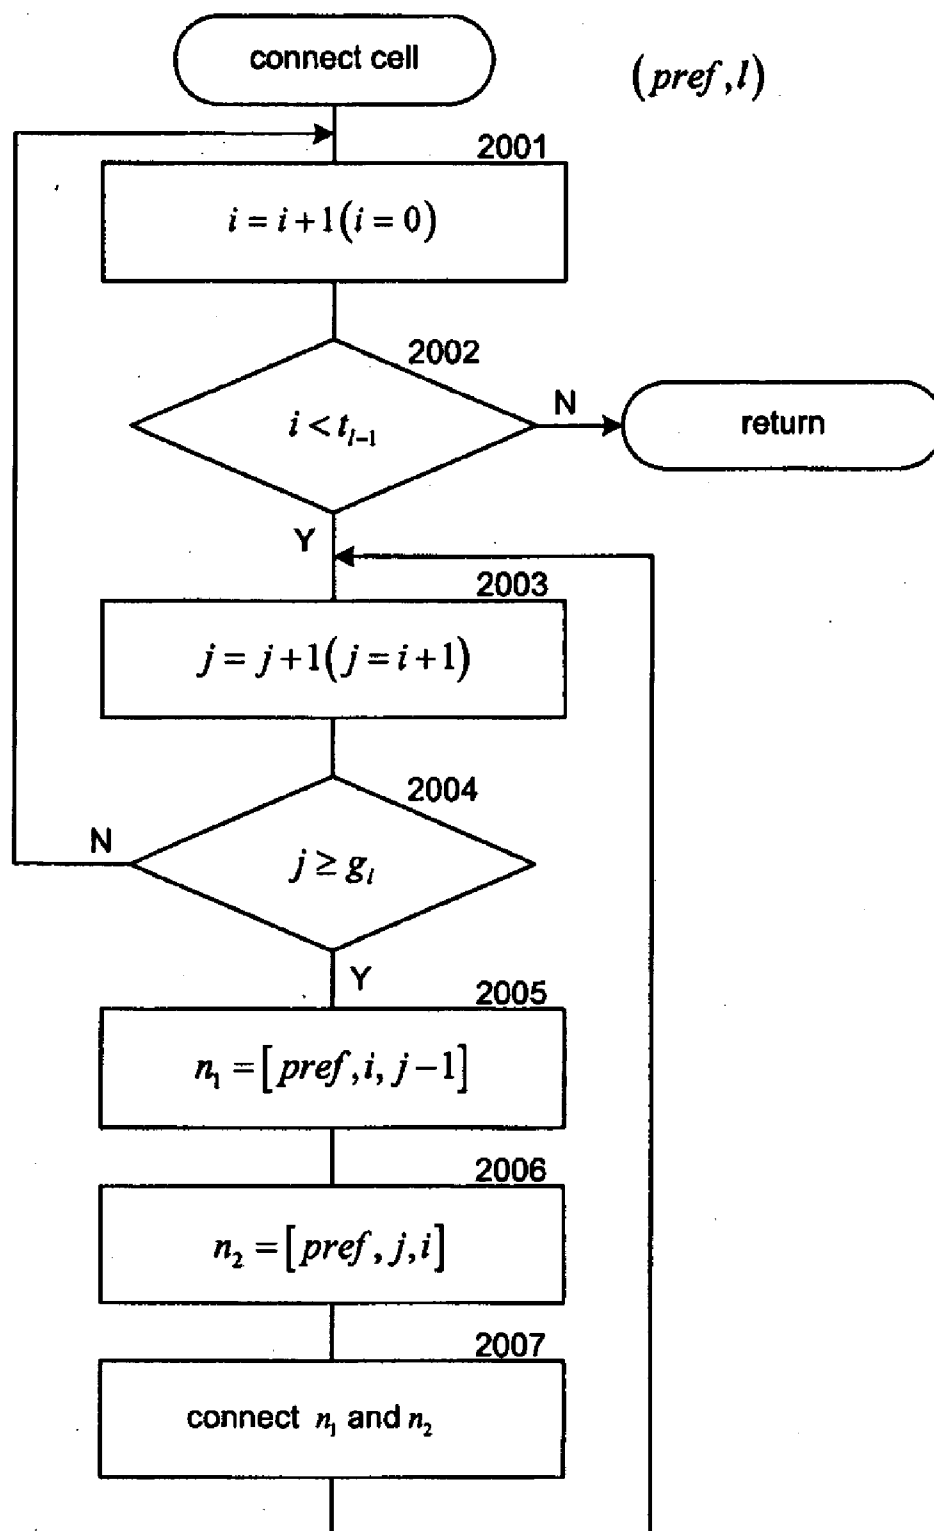 connect cell
(pref, l)
2001
i = i + 1(i = 0)
2002
i < t_{l-1}
N
return
Y
2003
j = j + 1(j = i + 1)
2004
N
j ≥ g_l
Y
2005
n_1 = [pref, i, j − 1]
2006
n_2 = [pref, j, i]
2007
connect n_1 and n_2